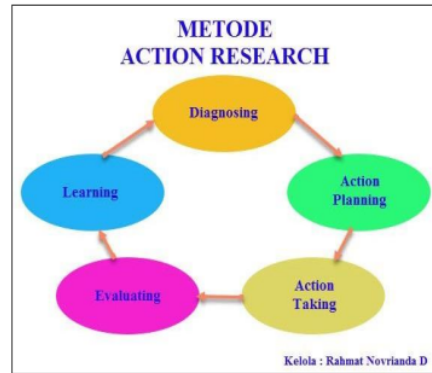 METODE
ACTION RESEARCH
Diagnosing
Action
Planning
Action
Taking
Evaluating
Learning
Kelola : Rahmat Novrianda D